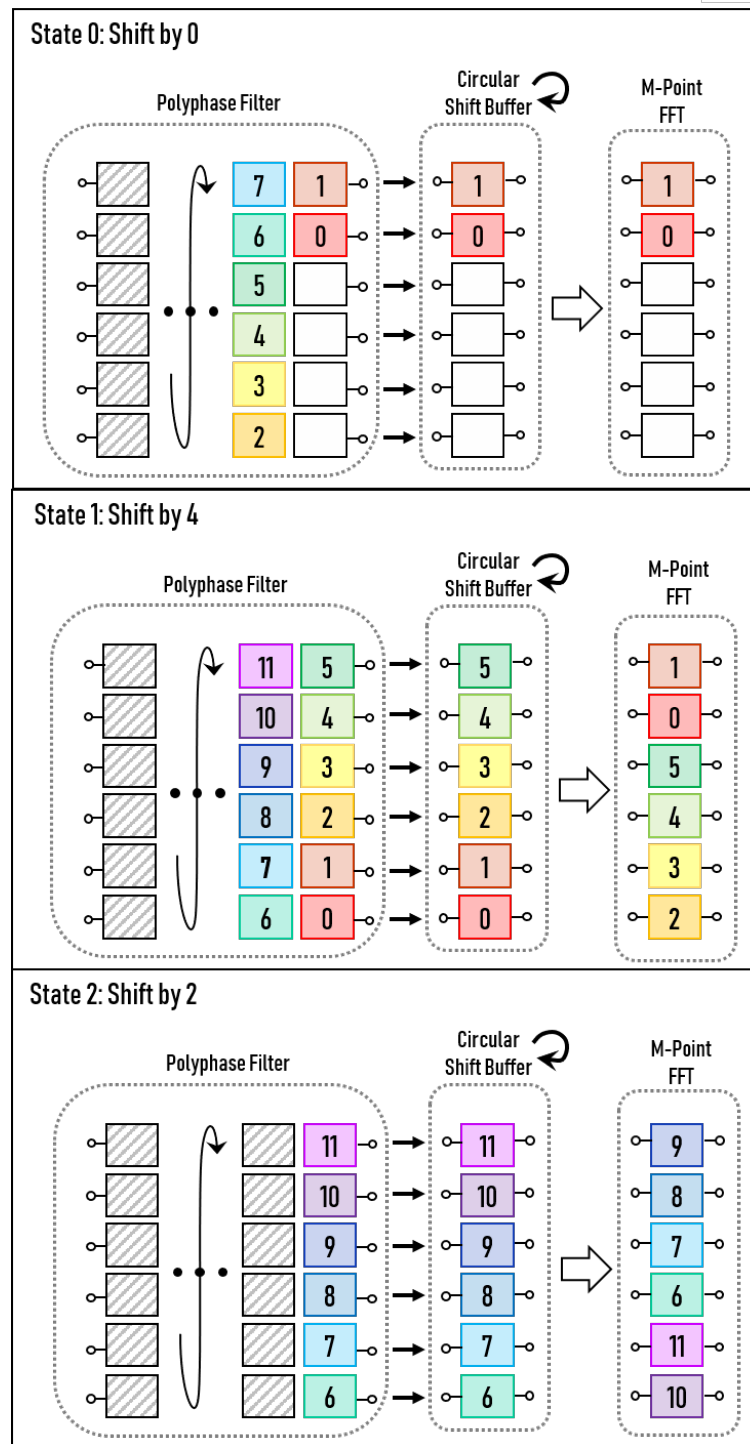 State 0: Shift by 0
Polyphase Filter
Circular
Shift Buffer
M-Point
FFT
7 1 1 1
6 0 0 0
5
4
3
2
State 1: Shift by 4
Polyphase Filter
Circular
Shift Buffer
M-Point
FFT
11 5 5 1
10 4 4 0
9 3 3 5
8 2 2 4
7 1 1 3
6 0 0 2
State 2: Shift by 2
Polyphase Filter
Circular
Shift Buffer
M-Point
FFT
11 11 9
10 10 8
9 9 7
8 8 6
7 7 11
6 6 10